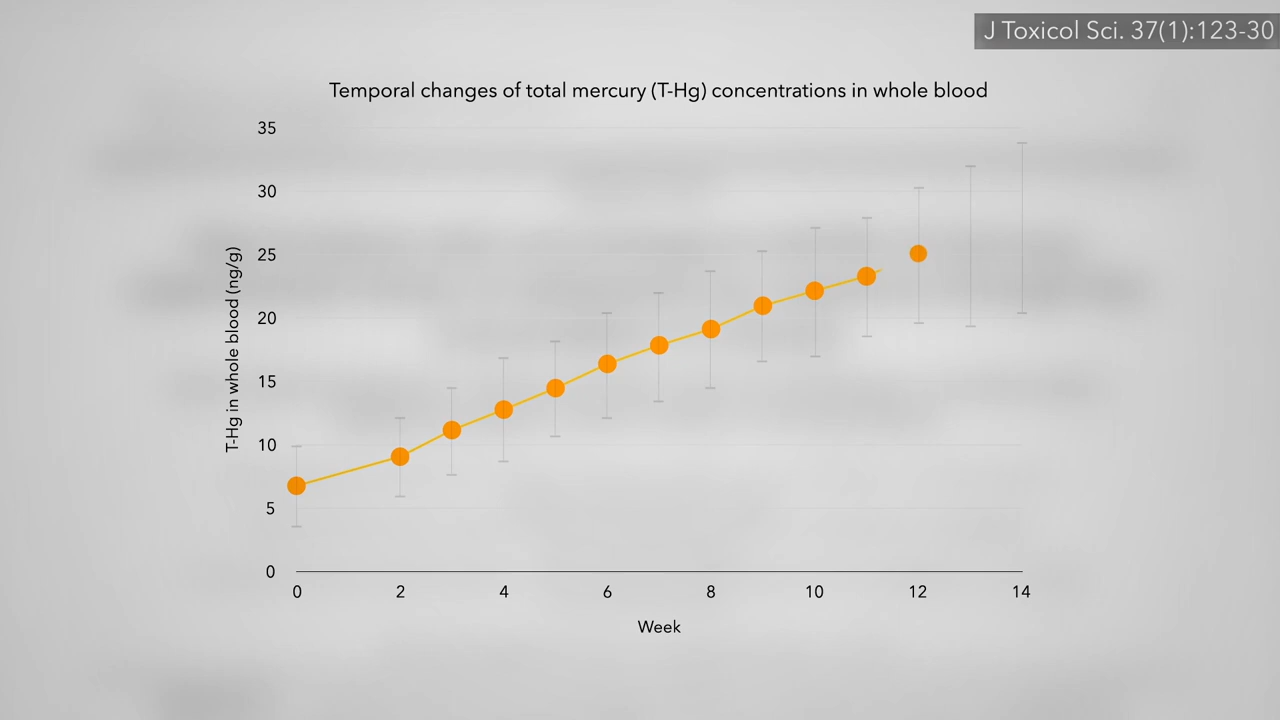 J Toxicol Sci. 37(1):123-30
Temporal changes of total mercury (T-Hg) concentrations in whole blood
35
30
25
20
15
10
5
0
T-Hg in whole blood (ng/g)
0 2 4 6 8 10 12 14
Week